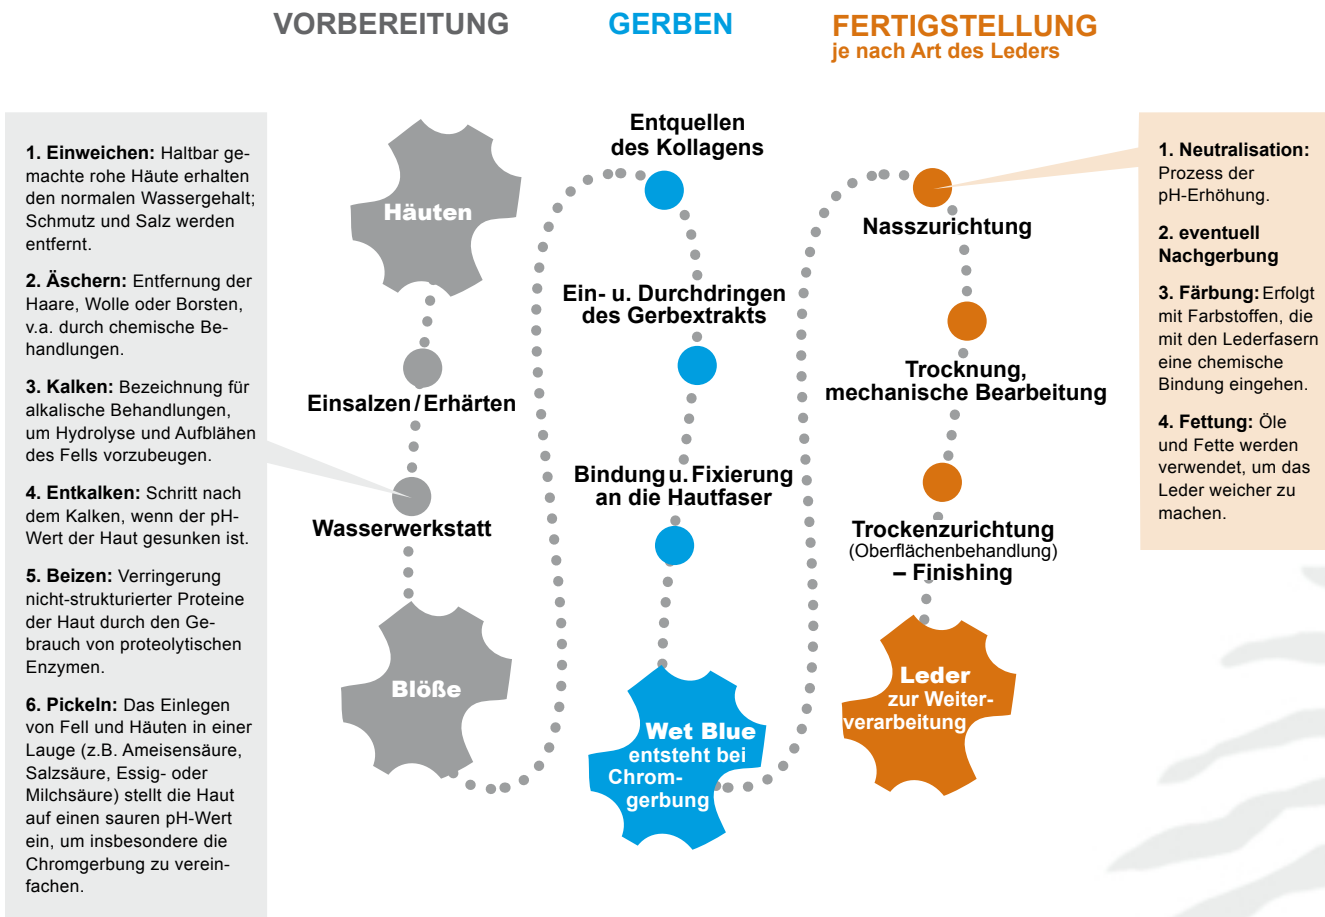 VORBEREITUNG
GERBEN
FERTIGSTELLUNG
je nach Art des Leders
1. Einweichen: Haltbar ge-
machte rohe Häute erhalten
den normalen Wassergehalt;
Schmutz und Salz werden
entfernt.
2. Äschern: Entfernung der
Haare, Wolle oder Borsten,
v.a. durch chemische Be-
handlungen.
3. Kalken: Bezeichnung für
alkalische Behandlungen,
um Hydrolyse und Aufblähen
des Fells vorzubeugen.
4. Entkalken: Schritt nach
dem Kalken, wenn der pH-
Wert der Haut gesunken ist.
5. Beizen: Verringerung
nicht-strukturierter Proteine
der Haut durch den Ge-
brauch von proteolytischen
Enzymen.
6. Pickeln: Das Einlegen
von Fell und Häuten in einer
Lauge (z.B. Ameisensäure,
Salzsäure, Essig- oder
Milchsäure) stellt die Haut
auf einen sauren pH-Wert
ein, um insbesondere die
Chromgerbung zu verein-
fachen.
Häuten
Einsalzen/Erhärten
Wasserwerkstatt
Blöße
Entquellen
des Kollagens
Ein- u. Durchdringen
des Gerbextrakts
Bindung u. Fixierung
an die Hautfaser
Wet Blue
entsteht bei
Chrom-
gerbung
Nasszurichtung
Trocknung,
mechanische Bearbeitung
Trockenzurichtung
(Oberflächenbehandlung)
– Finishing
Leder
zur Weiter-
verarbeitung
1. Neutralisation:
Prozess der
pH-Erhöhung.
2. eventuell
Nachgerbung
3. Färbung: Erfolgt
mit Farbstoffen, die
mit den Lederfasern
eine chemische
Bindung eingehen.
4. Fettung: Öle
und Fette werden
verwendet, um das
Leder weicher zu
machen.